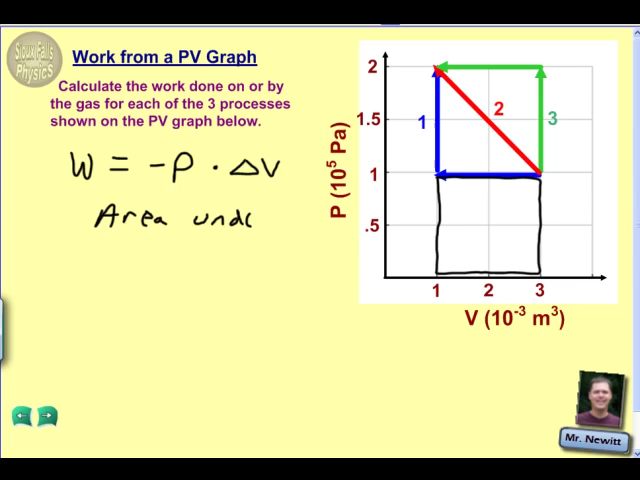 Sioux Falls
Physics
Work from a PV Graph
Calculate the work done on or by
the gas for each of the 3 processes
shown on the PV graph below.
W = -P · ΔV
Area und
P (10⁵ Pa)
2
1.5
1
.5
1
2
3
1 2 3
V (10⁻³ m³)
Mr. Newitt